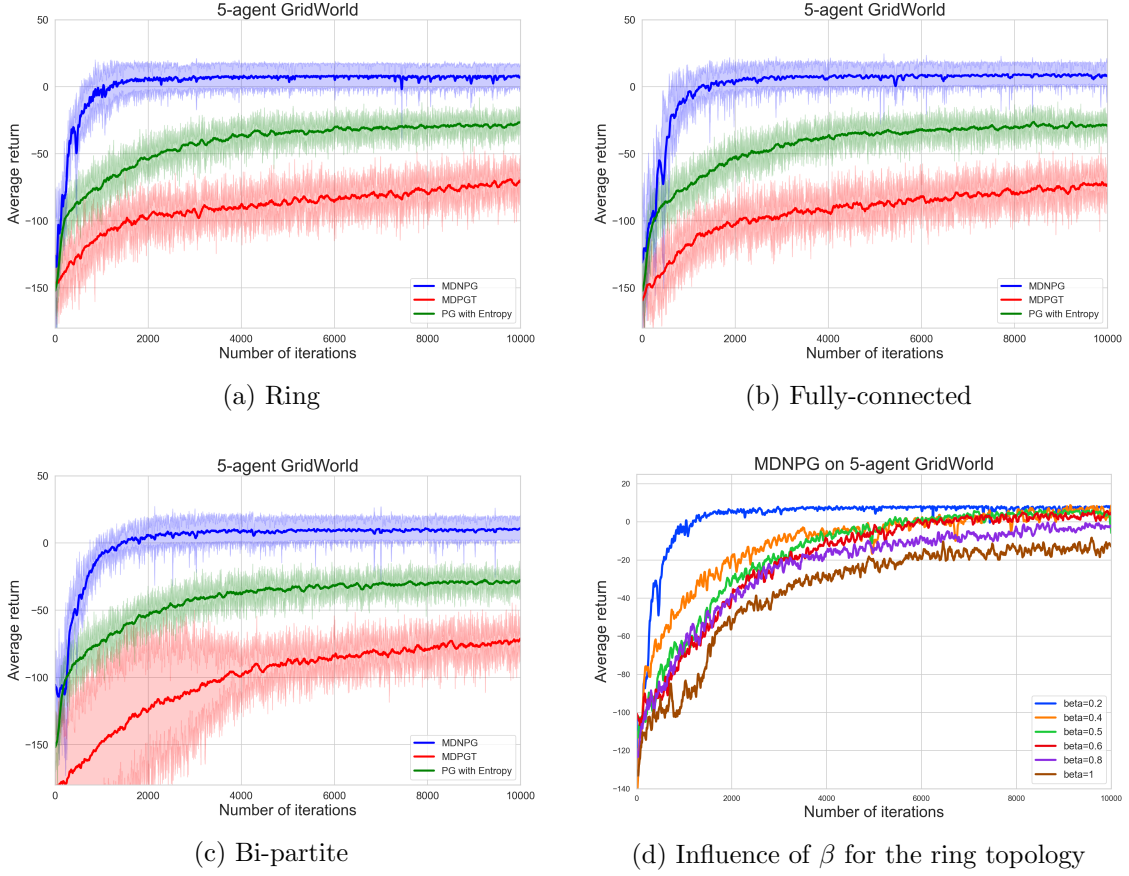 5-agent GridWorld
50
0
−50
−100
−150
0
2000
4000
6000
8000
10000
Average return
Number of iterations
MDNPG
MDPGT
PG with Entropy
(a) Ring
5-agent GridWorld
50
0
−50
−100
−150
0
2000
4000
6000
8000
10000
Average return
Number of iterations
MDNPG
MDPGT
PG with Entropy
(b) Fully-connected
5-agent GridWorld
50
0
−50
−100
−150
0
2000
4000
6000
8000
10000
Average return
Number of iterations
MDNPG
MDPGT
PG with Entropy
(c) Bi-partite
MDNPG on 5-agent GridWorld
20
0
−20
−40
−60
−80
−100
−120
−140
0
2000
4000
6000
8000
10000
Average return
Number of iterations
beta=0.2
beta=0.4
beta=0.5
beta=0.6
beta=0.8
beta=1
(d) Influence of β for the ring topology